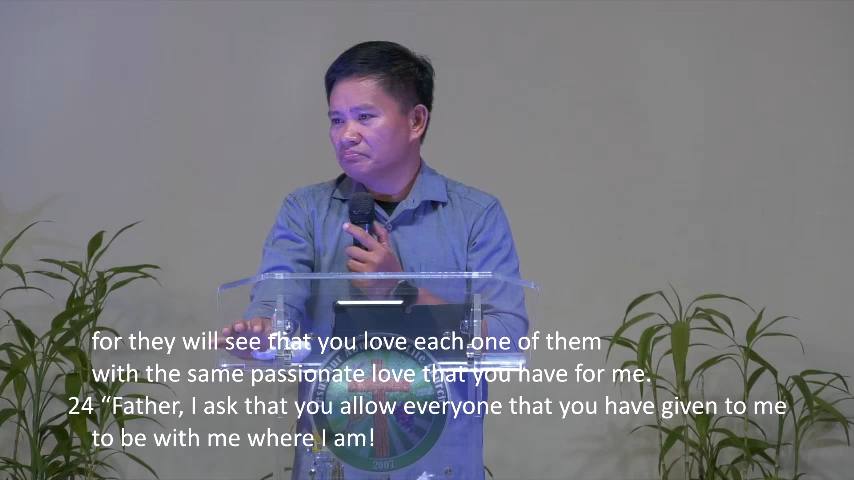 for they will see that you love each one of them
with the same passionate love that you have for me.
24 “Father, I ask that you allow everyone that you have given to me
to be with me where I am!
2007